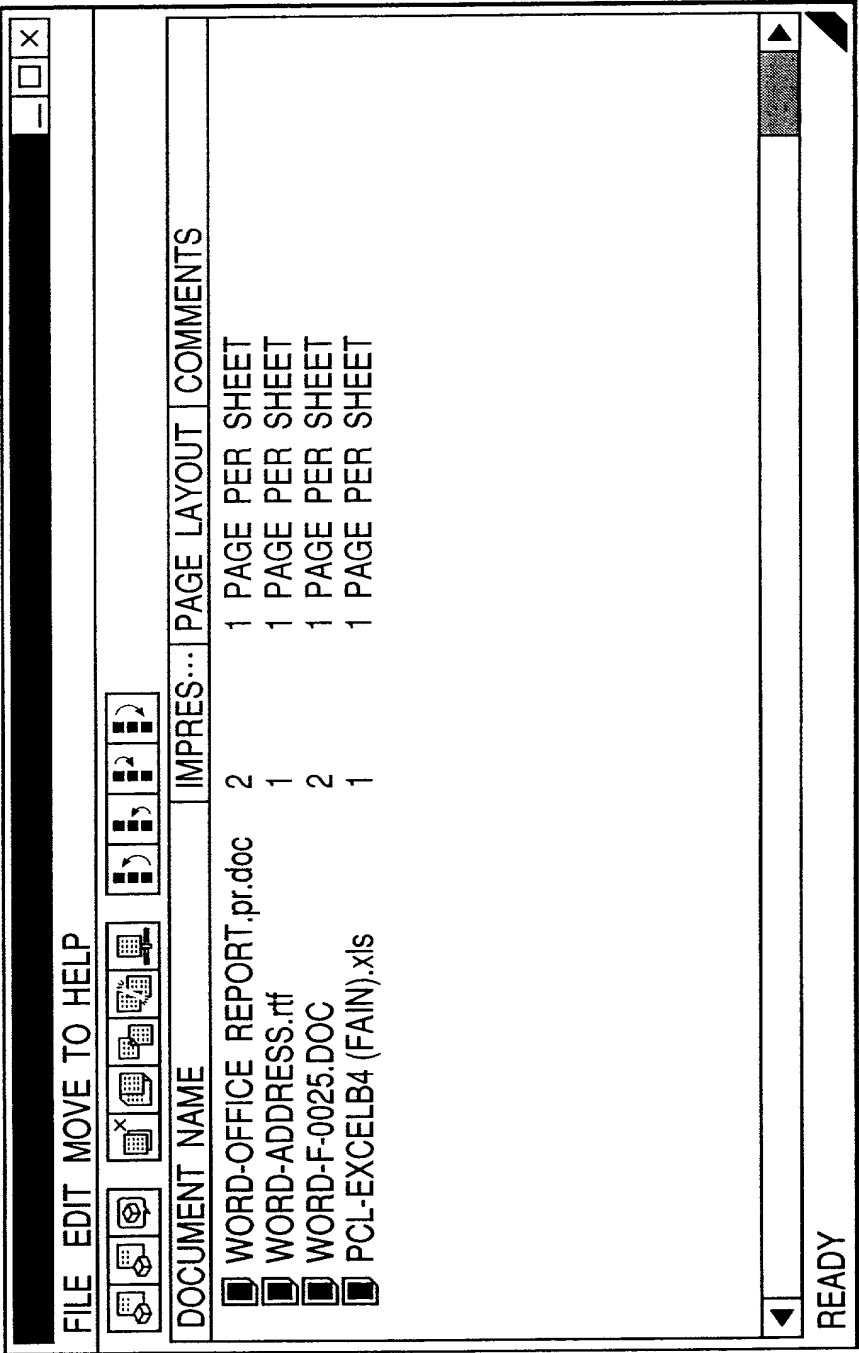 FILE EDIT MOVE TO HELP
DOCUMENT NAME IMPRES··· PAGE LAYOUT COMMENTS
WORD-OFFICE REPORT.pr.doc 2 1 PAGE PER SHEET
WORD-ADDRESS.rtf 1 1 PAGE PER SHEET
WORD-F-0025.DOC 2 1 PAGE PER SHEET
PCL-EXCELB4 (FAIN).xls 1 1 PAGE PER SHEET
READY